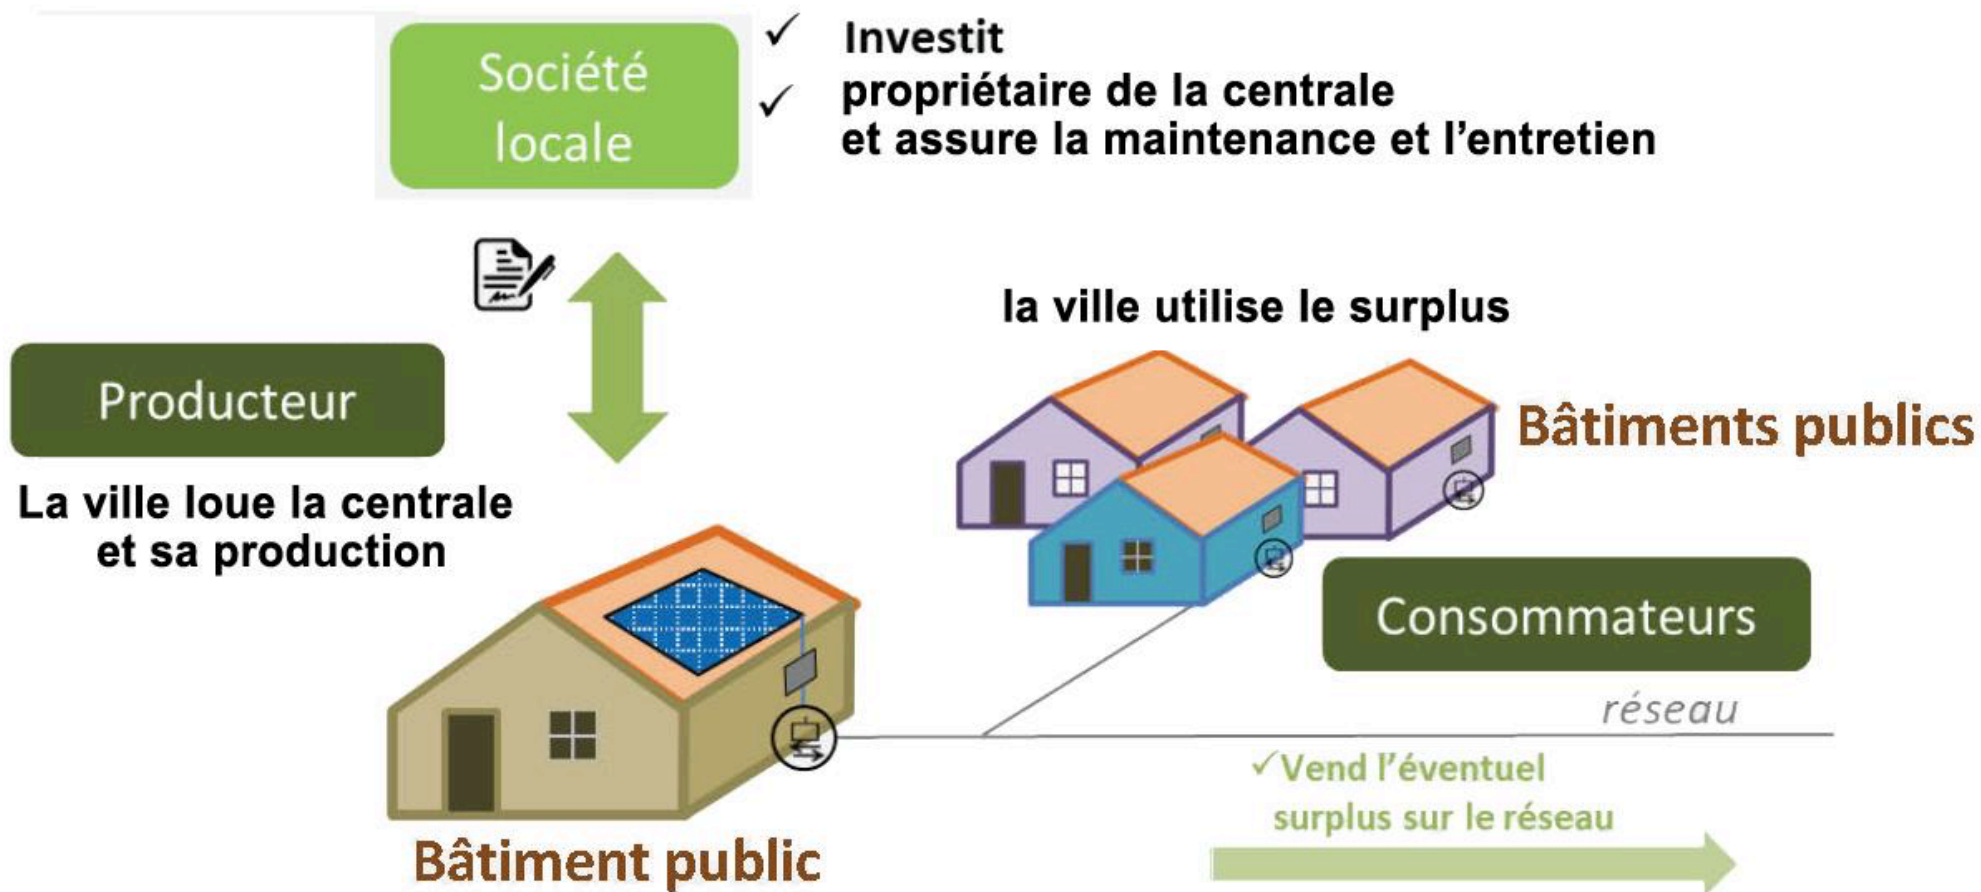 Société
locale
✓ Investit
✓ propriétaire de la centrale
et assure la maintenance et l'entretien
la ville utilise le surplus
Producteur
La ville loue la centrale
et sa production
Bâtiments publics
Consommateurs
réseau
✓Vend l'éventuel
surplus sur le réseau
Bâtiment public